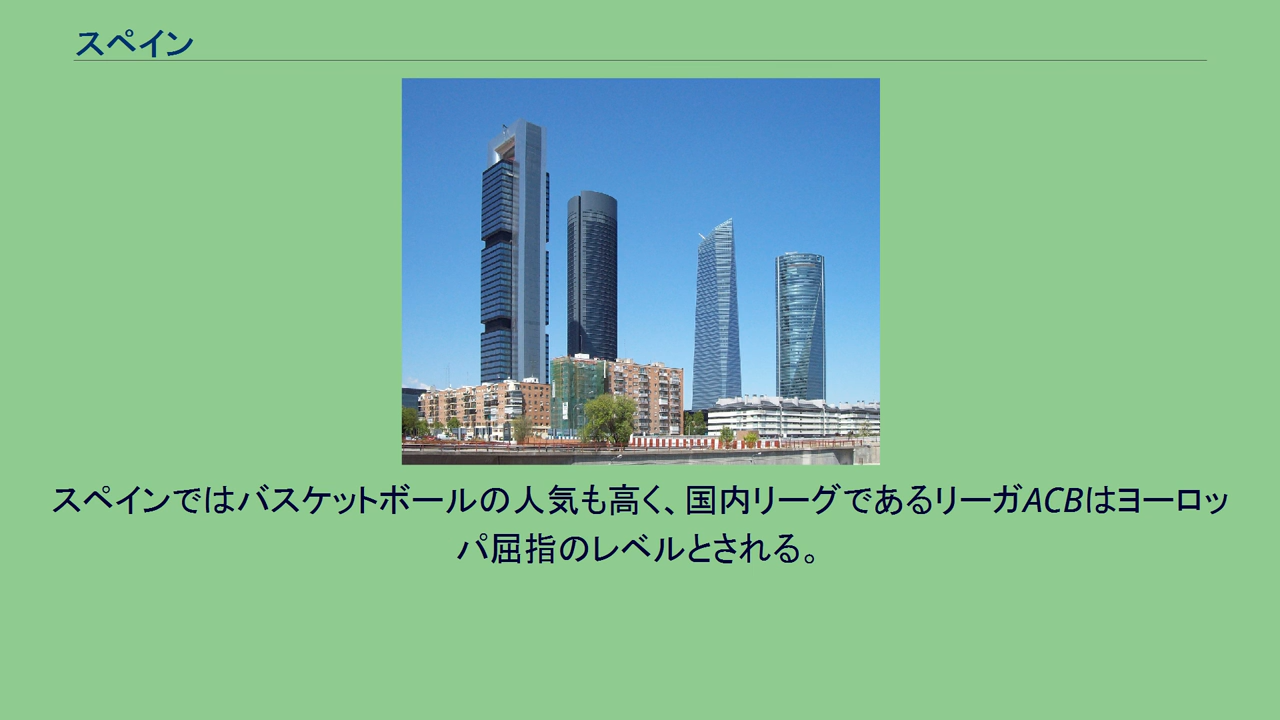 スペイン
スペインではバスケットボールの人気も高く、国内リーグであるリーガACBはヨーロッ
パ屈指のレベルとされる。